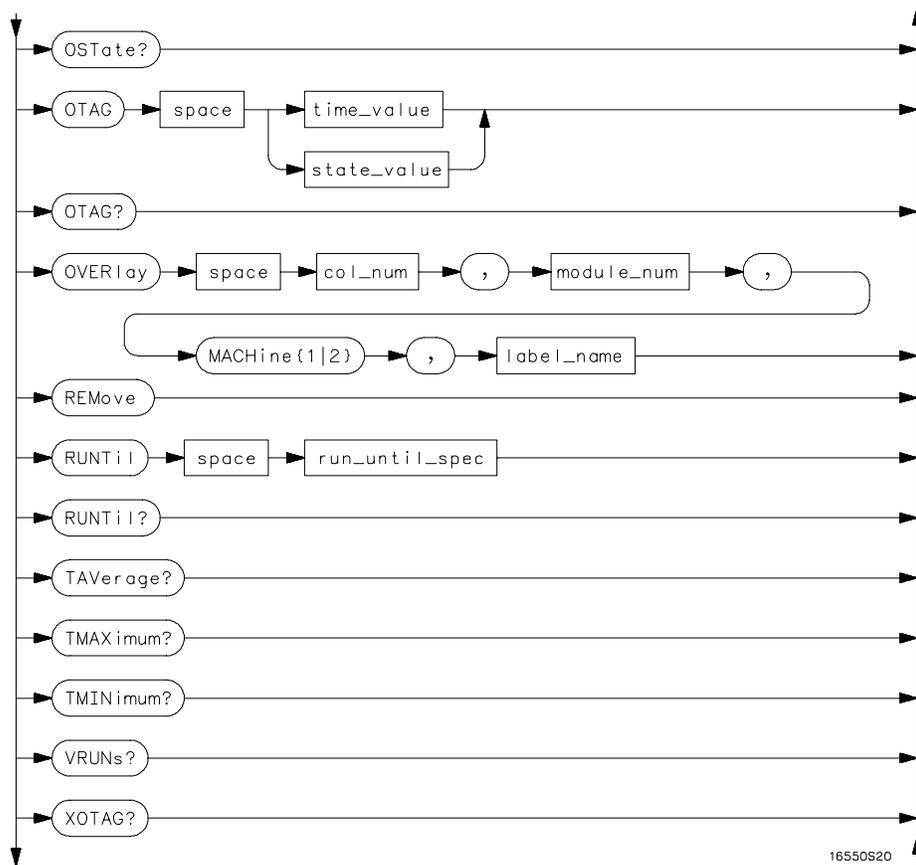 OSTate?
OTAG space time_value
state_value
OTAG?
OVERlay space col_num , module_num ,
MACHine{1|2} , label_name
REMove
RUNTil space run_until_spec
RUNTil?
TAVerage?
TMAXimum?
TMINimum?
VRUNs?
XOTAG?
16550S20